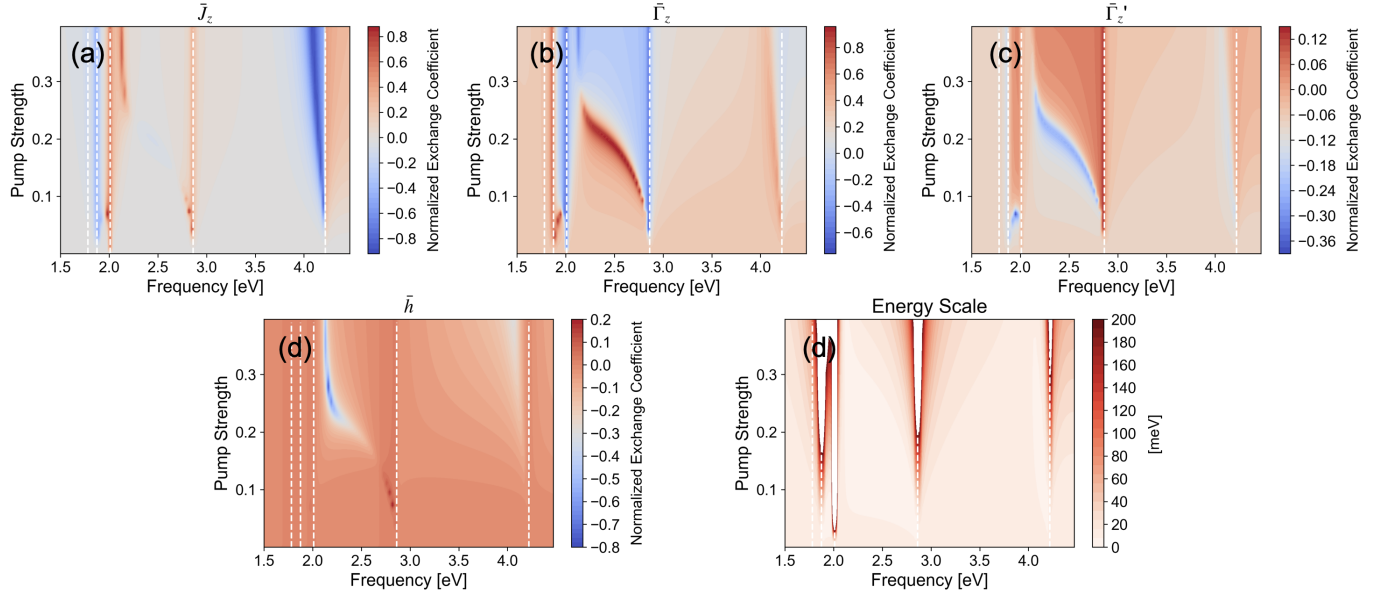 J̄z
Γ̄z
Γ̄z'
(a)
(b)
(c)
Pump Strength
0.3
0.2
0.1
1.5 2.0 2.5 3.0 3.5 4.0
Frequency [eV]
0.8
0.6
0.4
0.2
0.0
−0.2
−0.4
−0.6
−0.8
Normalized Exchange Coefficient
Pump Strength
0.3
0.2
0.1
1.5 2.0 2.5 3.0 3.5 4.0
Frequency [eV]
0.8
0.6
0.4
0.2
0.0
−0.2
−0.4
−0.6
Normalized Exchange Coefficient
Pump Strength
0.3
0.2
0.1
1.5 2.0 2.5 3.0 3.5 4.0
Frequency [eV]
0.12
0.06
0.00
−0.06
−0.12
−0.18
−0.24
−0.30
−0.36
Normalized Exchange Coefficient
h̄
(d)
Pump Strength
0.3
0.2
0.1
1.5 2.0 2.5 3.0 3.5 4.0
Frequency [eV]
0.2
0.1
0.0
−0.1
−0.2
−0.3
−0.4
−0.5
−0.6
−0.7
−0.8
Normalized Exchange Coefficient
Energy Scale
(d)
Pump Strength
0.3
0.2
0.1
1.5 2.0 2.5 3.0 3.5 4.0
Frequency [eV]
200
180
160
140
120
100
80
60
40
20
0
[meV]